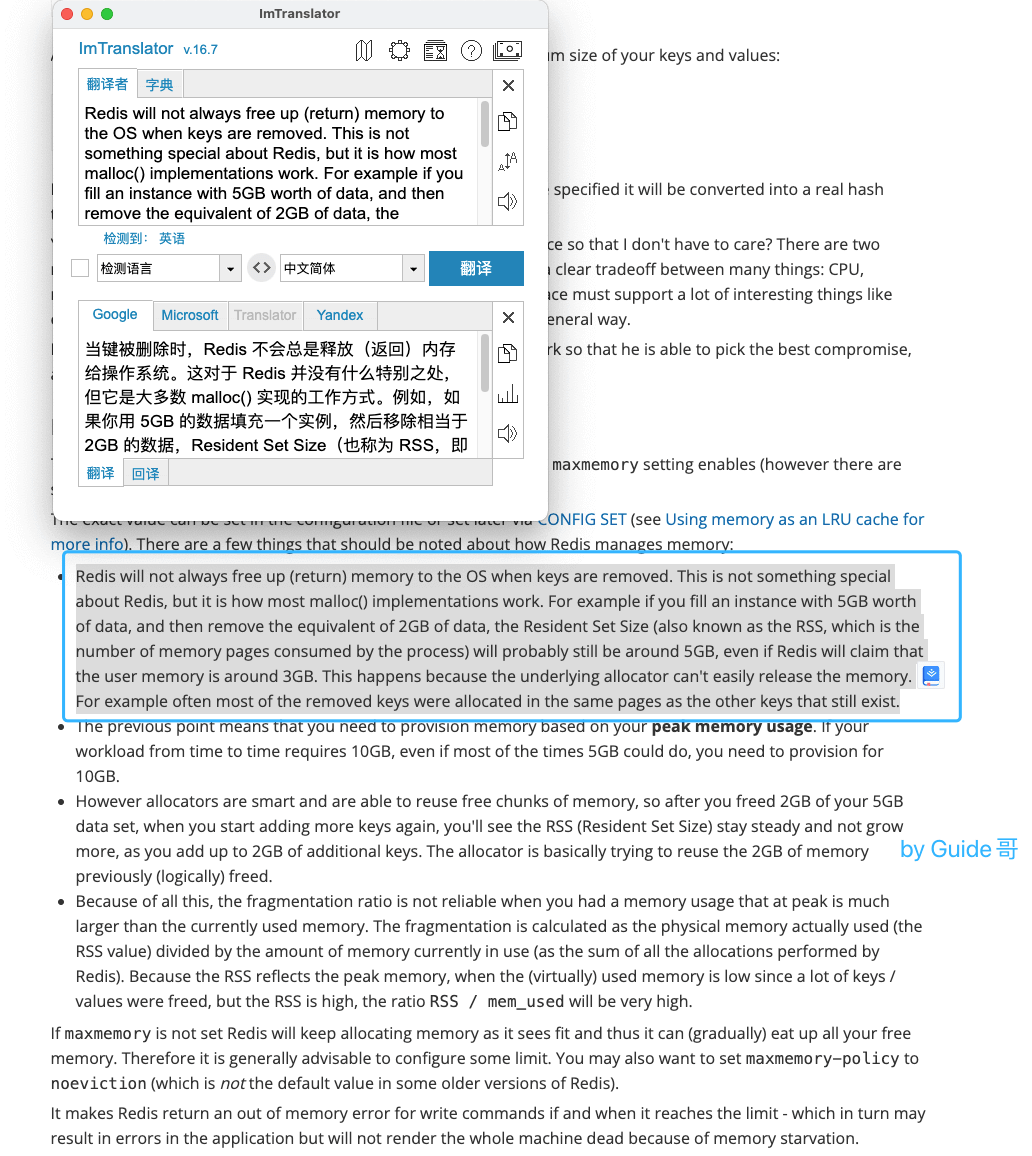 ImTranslator
ImTranslator v.16.7
翻译者 字典
Redis will not always free up (return) memory to
the OS when keys are removed. This is not
something special about Redis, but it is how most
malloc() implementations work. For example if you
fill an instance with 5GB worth of data, and then
remove the equivalent of 2GB of data, the
检测到： 英语
检测语言 <> 中文简体 翻译
Google Microsoft Translator Yandex
当键被删除时，Redis 不会总是释放（返回）内存
给操作系统。这对于 Redis 并没有什么特别之处，
但它是大多数 malloc() 实现的工作方式。例如，如
果你用 5GB 的数据填充一个实例，然后移除相当于
2GB 的数据，Resident Set Size（也称为 RSS，即
翻译 回译
size of your keys and values:
specified it will be converted into a real hash
so that I don't have to care? There are two
clear tradeoff between many things: CPU,
must support a lot of interesting things like
way.
so that he is able to pick the best compromise,
maxmemory setting enables (however there are
The exact value can be set in the configuration file or set later via CONFIG SET (see Using memory as an LRU cache for
more info). There are a few things that should be noted about how Redis manages memory:
• Redis will not always free up (return) memory to the OS when keys are removed. This is not something special
about Redis, but it is how most malloc() implementations work. For example if you fill an instance with 5GB worth
of data, and then remove the equivalent of 2GB of data, the Resident Set Size (also known as the RSS, which is the
number of memory pages consumed by the process) will probably still be around 5GB, even if Redis will claim that
the user memory is around 3GB. This happens because the underlying allocator can't easily release the memory.
For example often most of the removed keys were allocated in the same pages as the other keys that still exist.
• The previous point means that you need to provision memory based on your peak memory usage. If your
workload from time to time requires 10GB, even if most of the times 5GB could do, you need to provision for
10GB.
• However allocators are smart and are able to reuse free chunks of memory, so after you freed 2GB of your 5GB
data set, when you start adding more keys again, you'll see the RSS (Resident Set Size) stay steady and not grow
more, as you add up to 2GB of additional keys. The allocator is basically trying to reuse the 2GB of memory
previously (logically) freed.
by Guide哥
• Because of all this, the fragmentation ratio is not reliable when you had a memory usage that at peak is much
larger than the currently used memory. The fragmentation is calculated as the physical memory actually used (the
RSS value) divided by the amount of memory currently in use (as the sum of all the allocations performed by
Redis). Because the RSS reflects the peak memory, when the (virtually) used memory is low since a lot of keys /
values were freed, but the RSS is high, the ratio RSS / mem_used will be very high.
If maxmemory is not set Redis will keep allocating memory as it sees fit and thus it can (gradually) eat up all your free
memory. Therefore it is generally advisable to configure some limit. You may also want to set maxmemory-policy to
noeviction (which is not the default value in some older versions of Redis).
It makes Redis return an out of memory error for write commands if and when it reaches the limit - which in turn may
result in errors in the application but will not render the whole machine dead because of memory starvation.